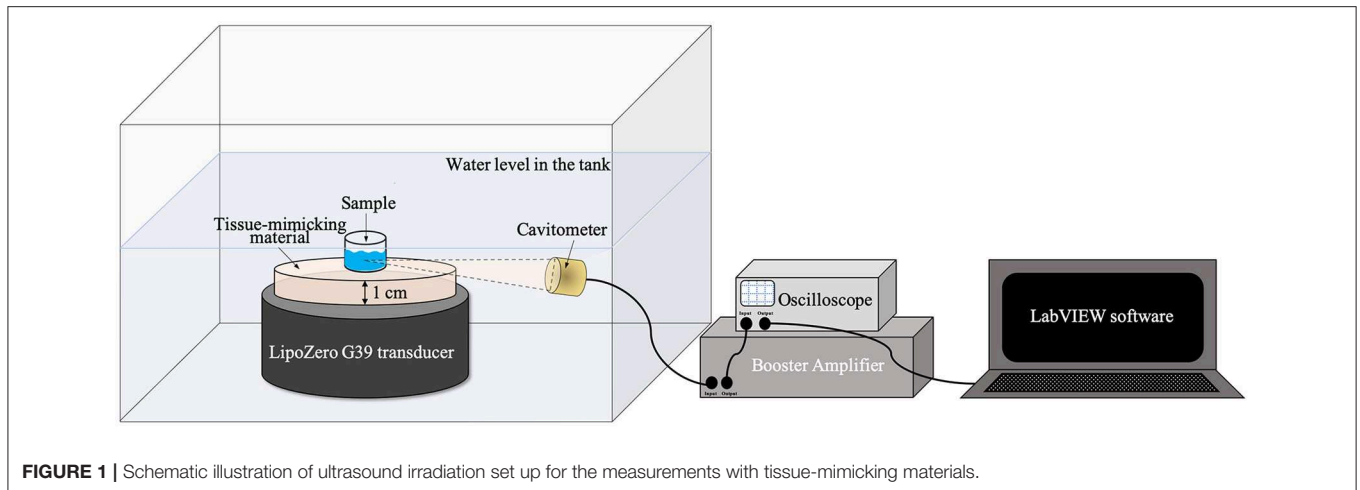 Water level in the tank
Sample
Tissue-mimicking
material
Cavitometer
1 cm
LipoZero G39 transducer
Oscilloscope
Input Output
Booster Amplifier
Input Output
LabVIEW software
FIGURE 1 | Schematic illustration of ultrasound irradiation set up for the measurements with tissue-mimicking materials.